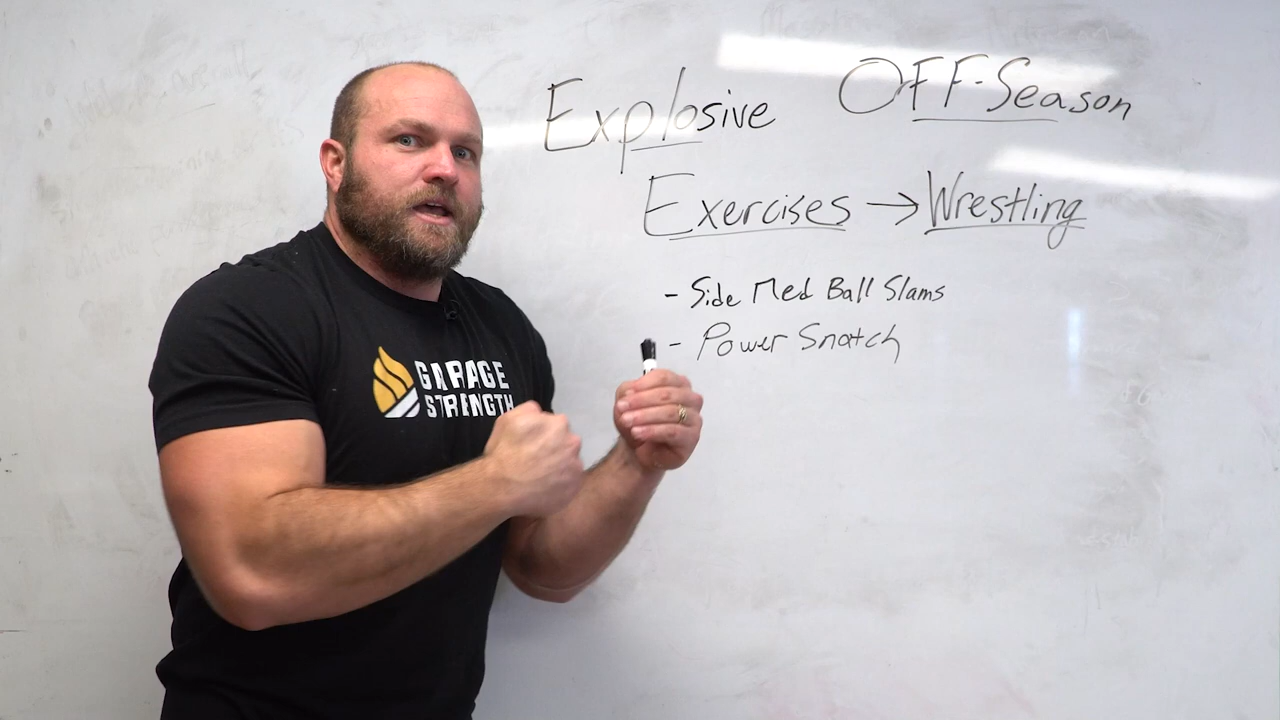 Explosive OFF-Season
Exercises → Wrestling
- Side Med Ball Slams
- Power Snatch
GARAGE
STRENGTH